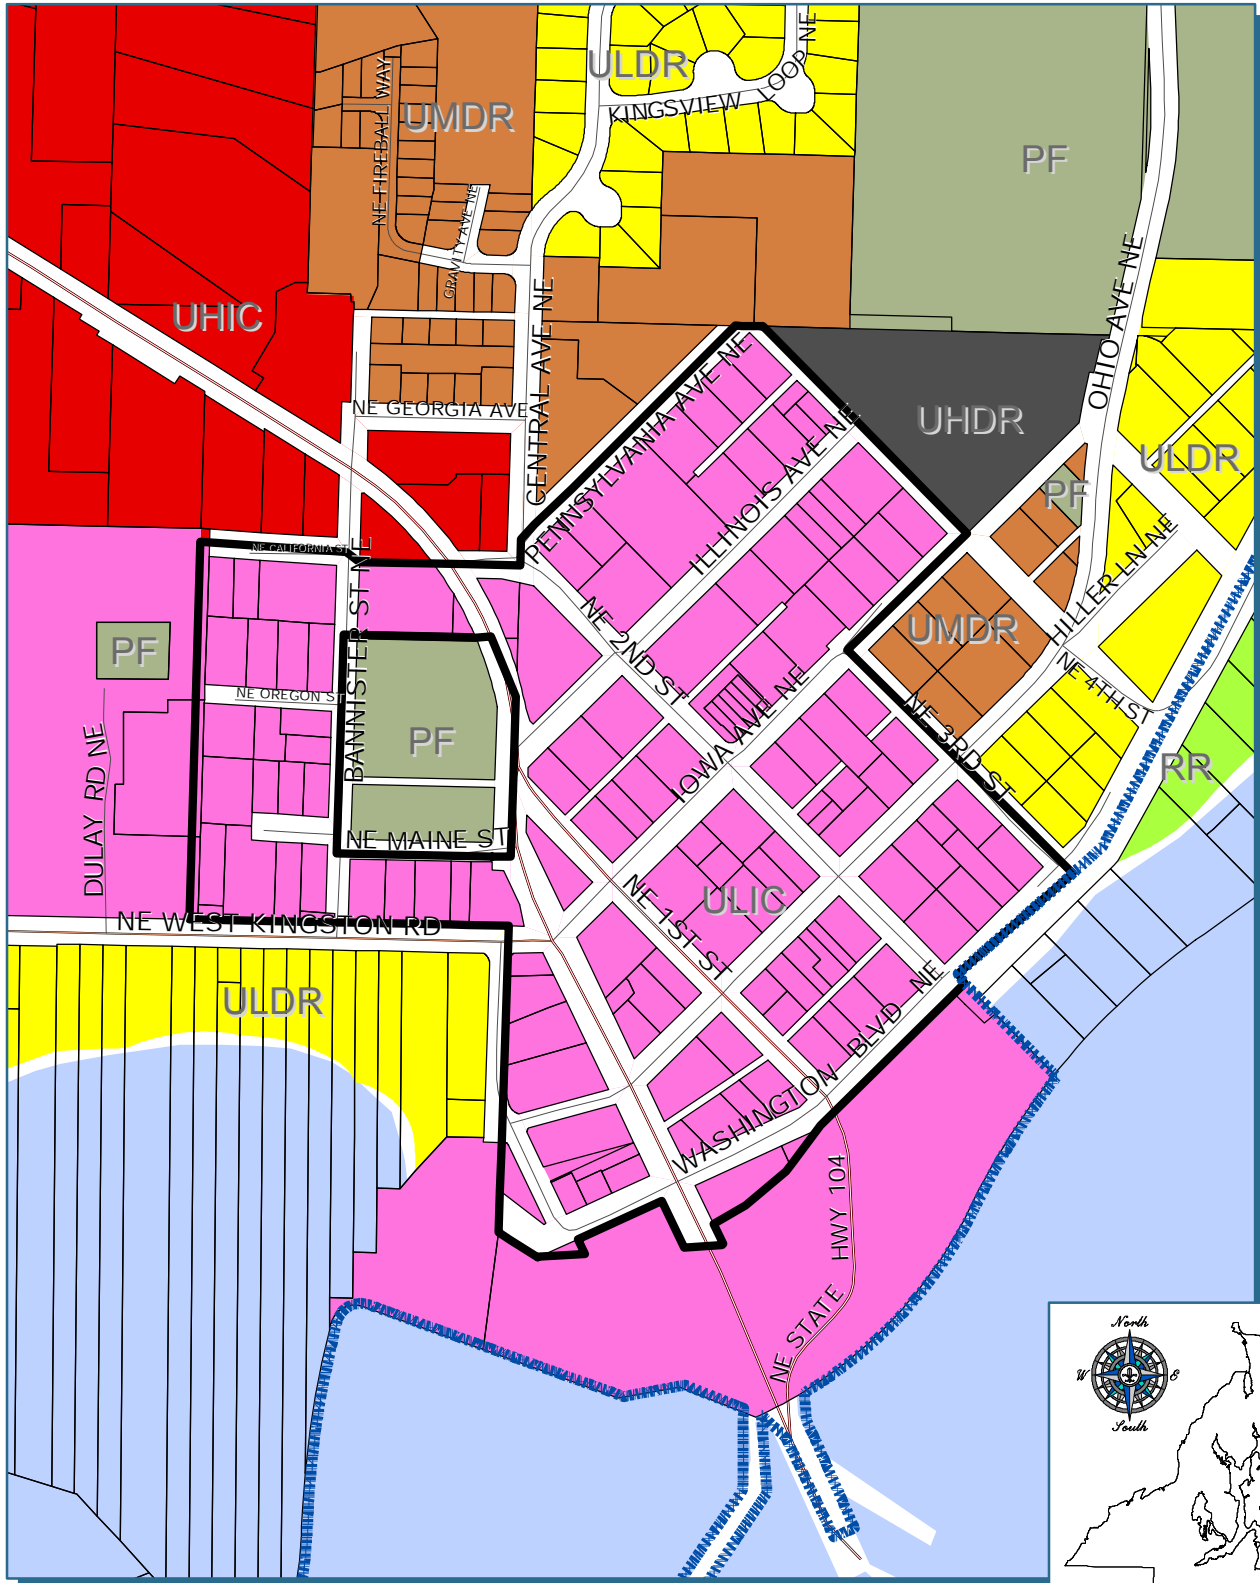 ULDR
KINGSVIEW LOOP NE
UMDR
NE FIREBALL WAY
PF
GRAVITY AVE NE
OHIO AVE NE
UHIC
CENTRAL AVE NE
PENNSYLVANIA AVE NE
NE GEORGIA AVE
UHDR
ILLINOIS AVE NE
ULDR
PF
NE CALIFORNIA ST
BANNISTER ST NE
HILLER LN NE
NE 2ND ST
UMDR
PF
NE 4TH ST
NE OREGON ST
IOWA AVE NE
NE 3RD ST
PF
RR
DULAY RD NE
NE MAINE ST
ULIC
NE 1ST ST
NE WEST KINGSTON RD
ULDR
WASHINGTON BLVD NE
NE STATE HWY 104
North
W
E
South